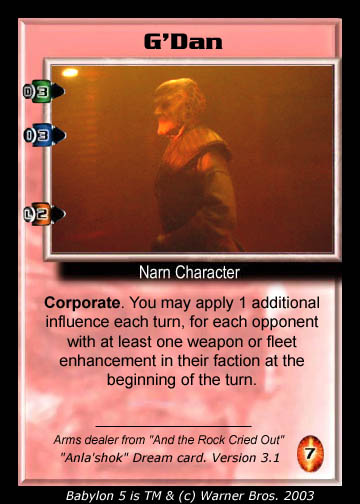 G'Dan
D 3
D 3
L 2
Narn Character
Corporate. You may apply 1 additional
influence each turn, for each opponent
with at least one weapon or fleet
enhancement in their faction at the
beginning of the turn.
Arms dealer from "And the Rock Cried Out"
"Anla'shok" Dream card. Version 3.1
7
Babylon 5 is TM & (c) Warner Bros. 2003